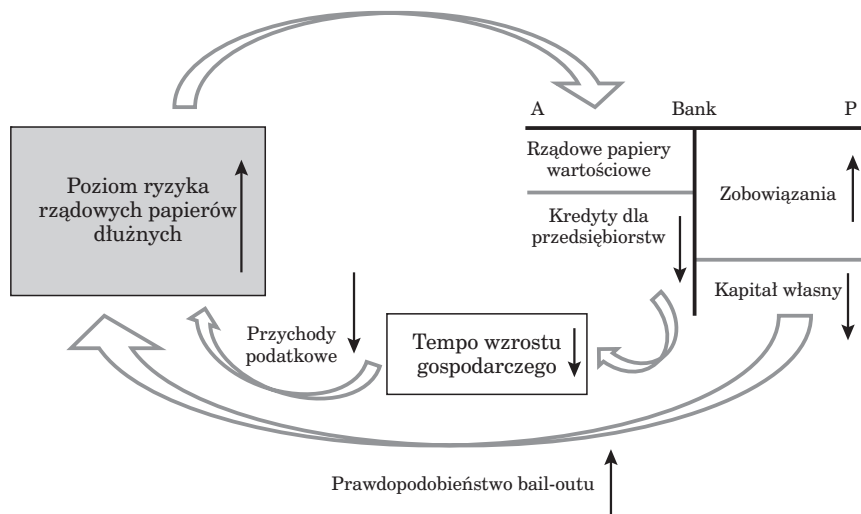 A
Bank
P
Rządowe papiery
wartościowe
Kredyty dla
przedsiębiorstw
Zobowiązania
Kapitał własny
Poziom ryzyka
rządowych papierów
dłużnych
Przychody
podatkowe
Tempo wzrostu
gospodarczego
Prawdopodobieństwo bail-outu